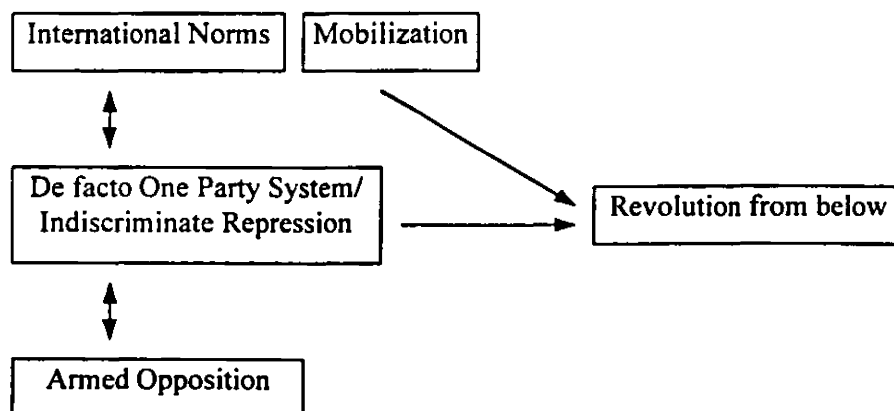 International Norms
Mobilization
De facto One Party System/
Indiscriminate Repression
Revolution from below
Armed Opposition